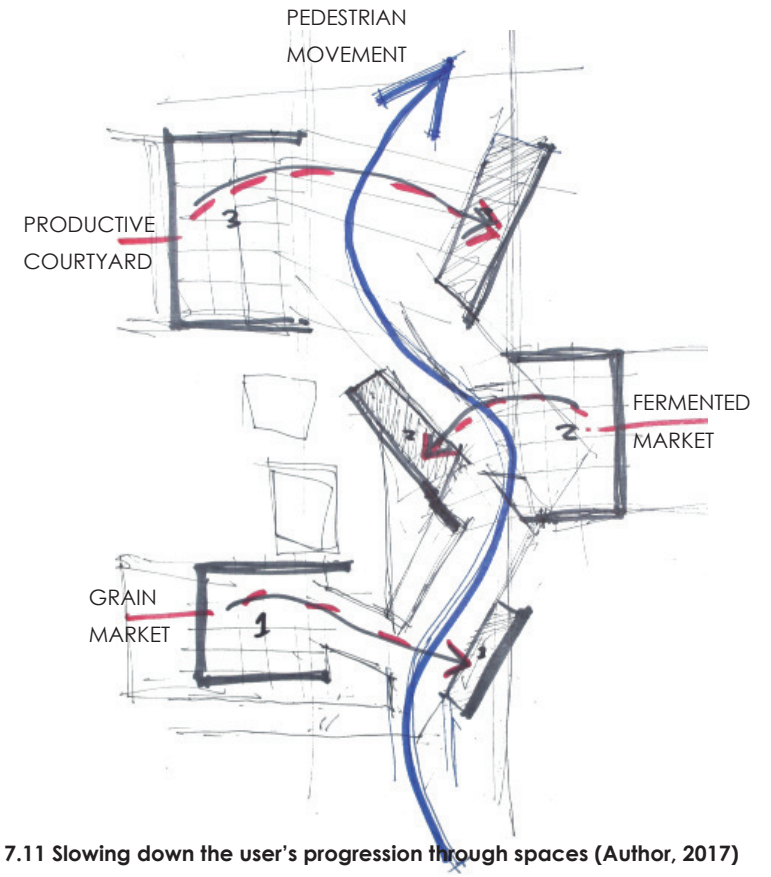 PEDESTRIAN
MOVEMENT
3
PRODUCTIVE
COURTYARD
FERMENTED
MARKET
2
2
GRAIN
MARKET
1
1
7.11 Slowing down the user's progression through spaces (Author, 2017)